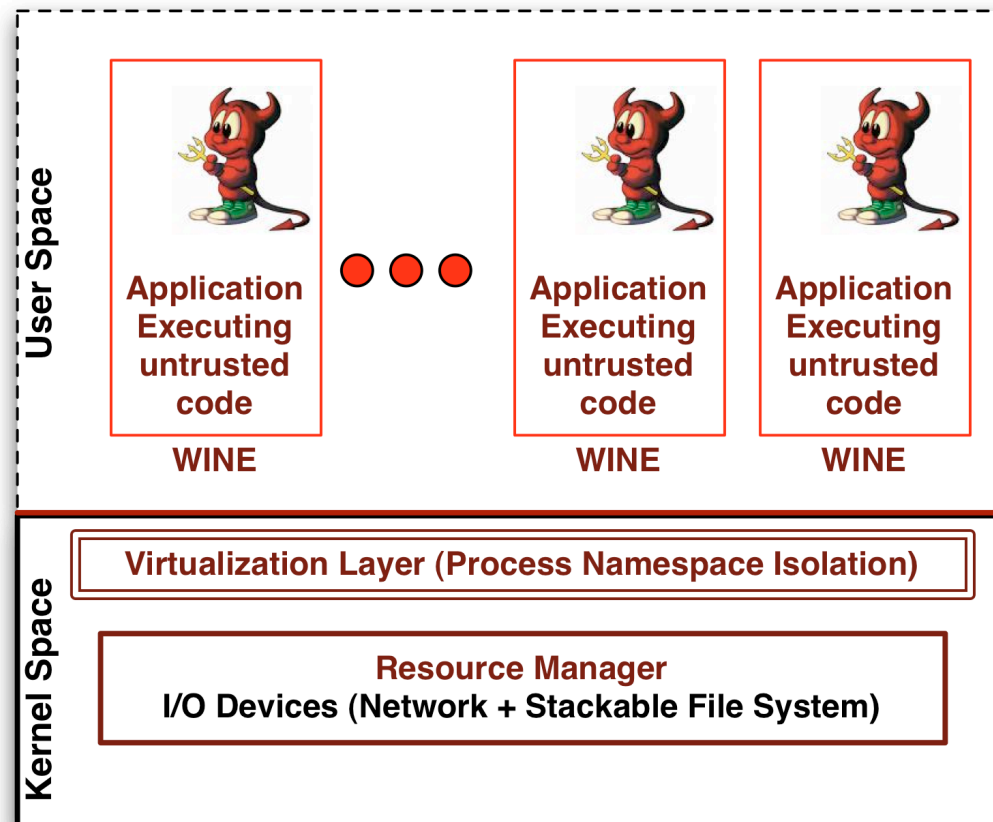 User Space
Application
Executing
untrusted
code
WINE
Application
Executing
untrusted
code
WINE
Application
Executing
untrusted
code
WINE
Kernel Space
Virtualization Layer (Process Namespace Isolation)
Resource Manager
I/O Devices (Network + Stackable File System)